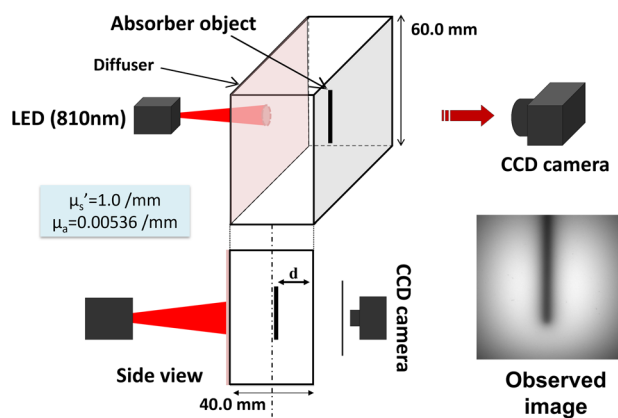 Absorber object
60.0 mm
Diffuser
LED (810nm)
CCD camera
μs’=1.0 /mm
μa=0.00536 /mm
d
CCD camera
Side view
40.0 mm
Observed
image